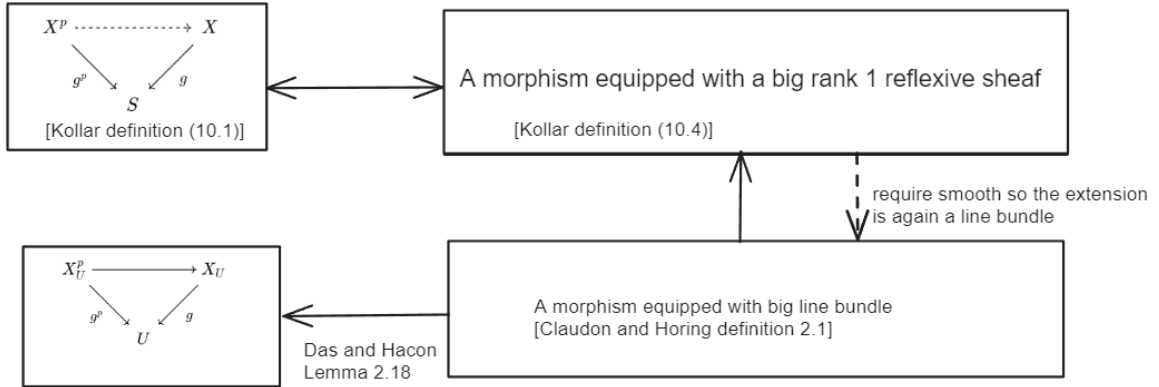 X^p X
g^p g
S
[Kollar definition (10.1)]
A morphism equipped with a big rank 1 reflexive sheaf
[Kollar definition (10.4)]
require smooth so the extension
is again a line bundle
X^p_U X_U
g^p g
U
Das and Hacon
Lemma 2.18
A morphism equipped with big line bundle
[Claudon and Horing definition 2.1]